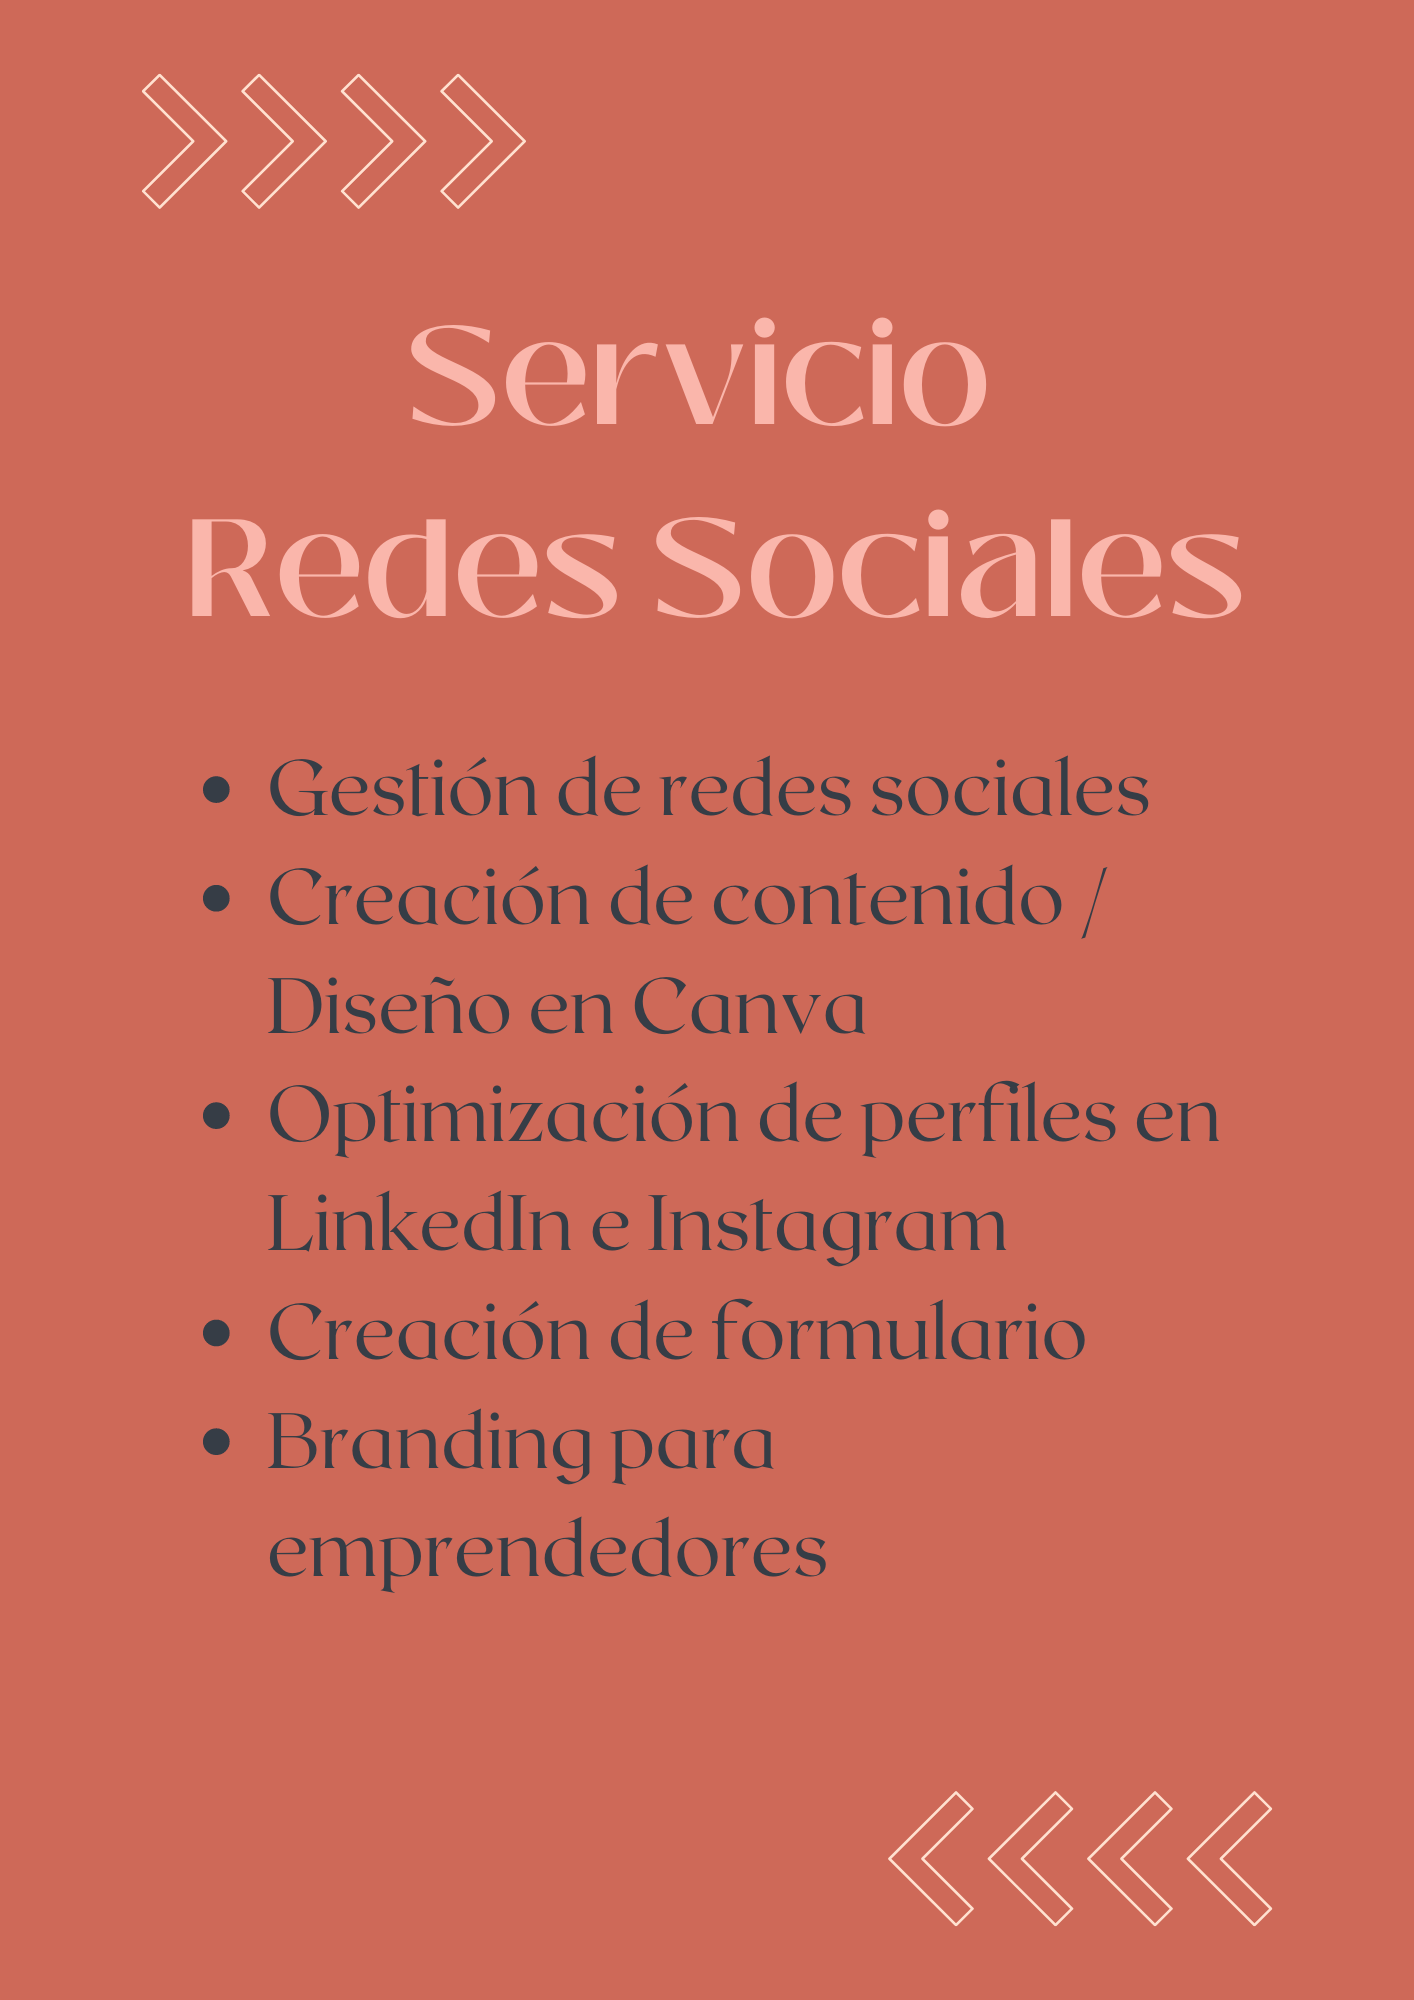 Servicio
Redes Sociales
• Gestión de redes sociales
• Creación de contenido /
Diseño en Canva
• Optimización de perfiles en
LinkedIn e Instagram
• Creación de formulario
• Branding para
emprendedores